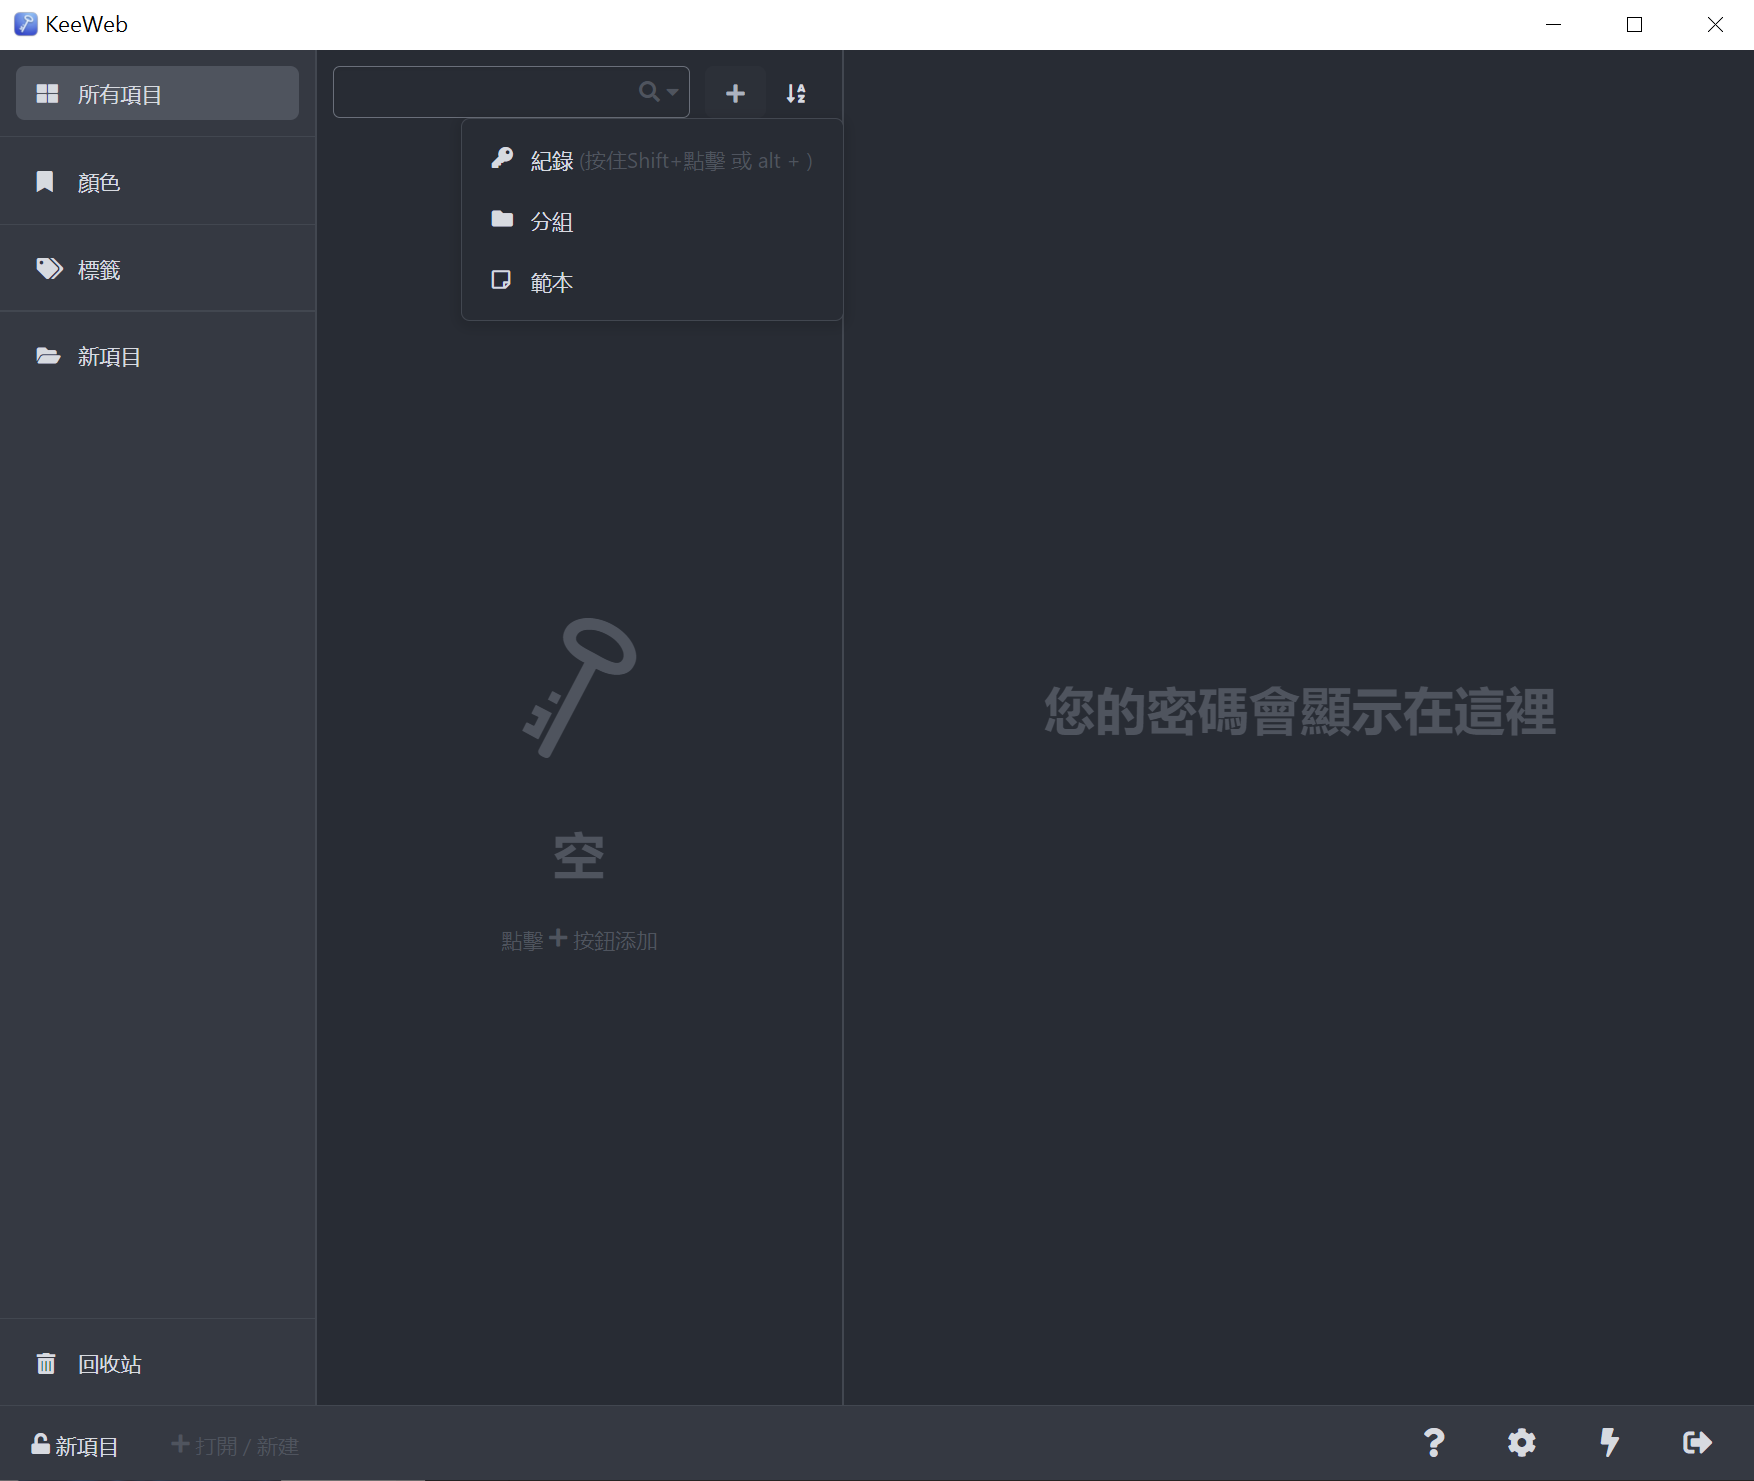 KeeWeb
所有項目
顏色
標籤
新項目
紀錄 (按住Shift+點擊 或 alt + )
分組
範本
空
點擊 + 按鈕添加
您的密碼會顯示在這裡
回收站
新項目
+ 打開 / 新建